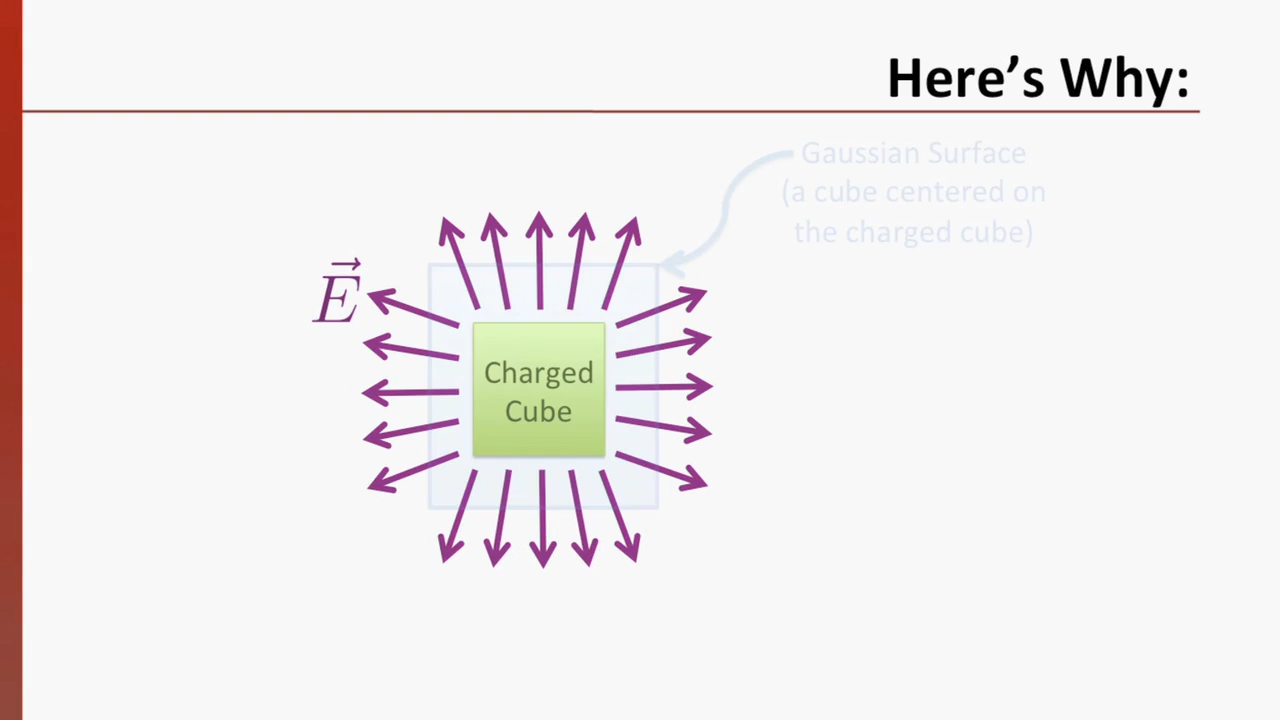 Here’s Why:
Gaussian Surface
(a cube centered on
the charged cube)
E⃗
Charged
Cube